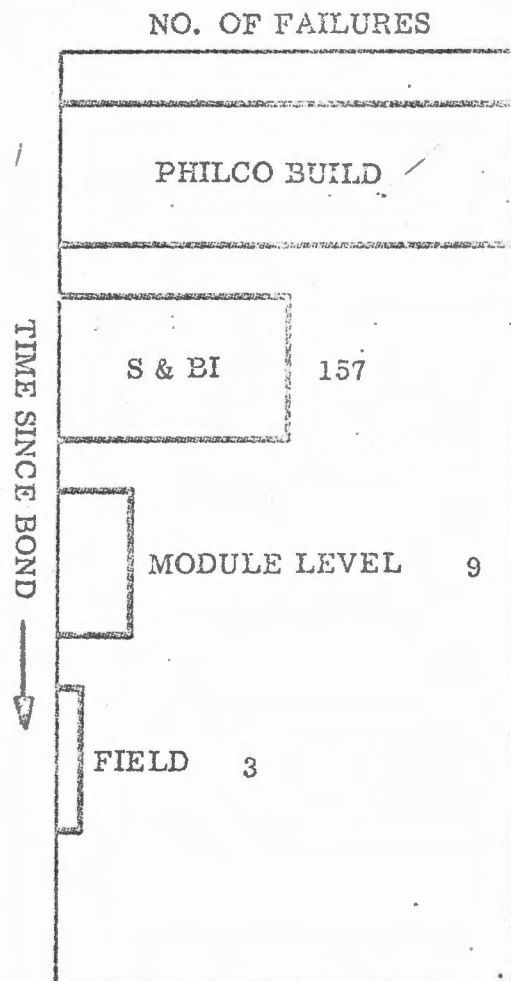 NO. OF FAILURES
PHILCO BUILD
S & BI 157
MODULE LEVEL 9
FIELD 3
TIME SINCE BOND